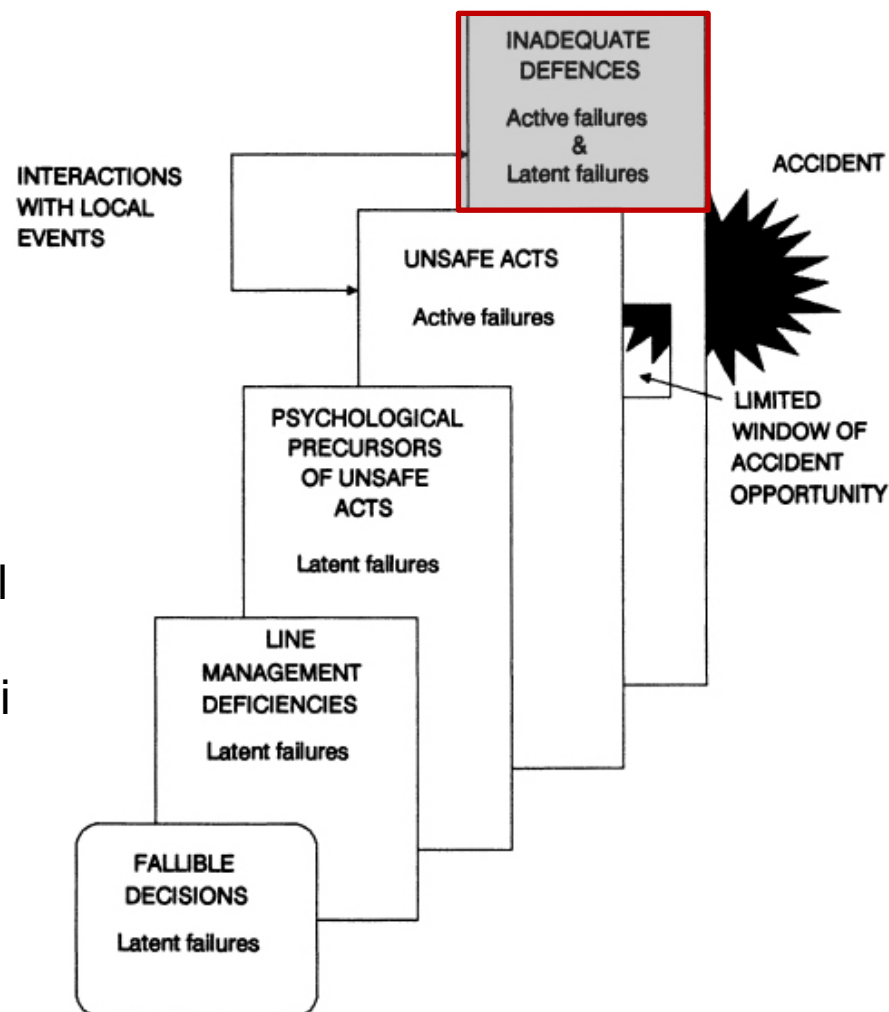 INADEQUATE
DEFENCES
Active failures
&
Latent failures
ACCIDENT
INTERACTIONS
WITH LOCAL
EVENTS
UNSAFE ACTS
Active failures
LIMITED
WINDOW OF
ACCIDENT
OPPORTUNITY
PSYCHOLOGICAL
PRECURSORS
OF UNSAFE
ACTS
Latent failures
l
i
LINE
MANAGEMENT
DEFICIENCIES
Latent failures
FALLIBLE
DECISIONS
Latent failures